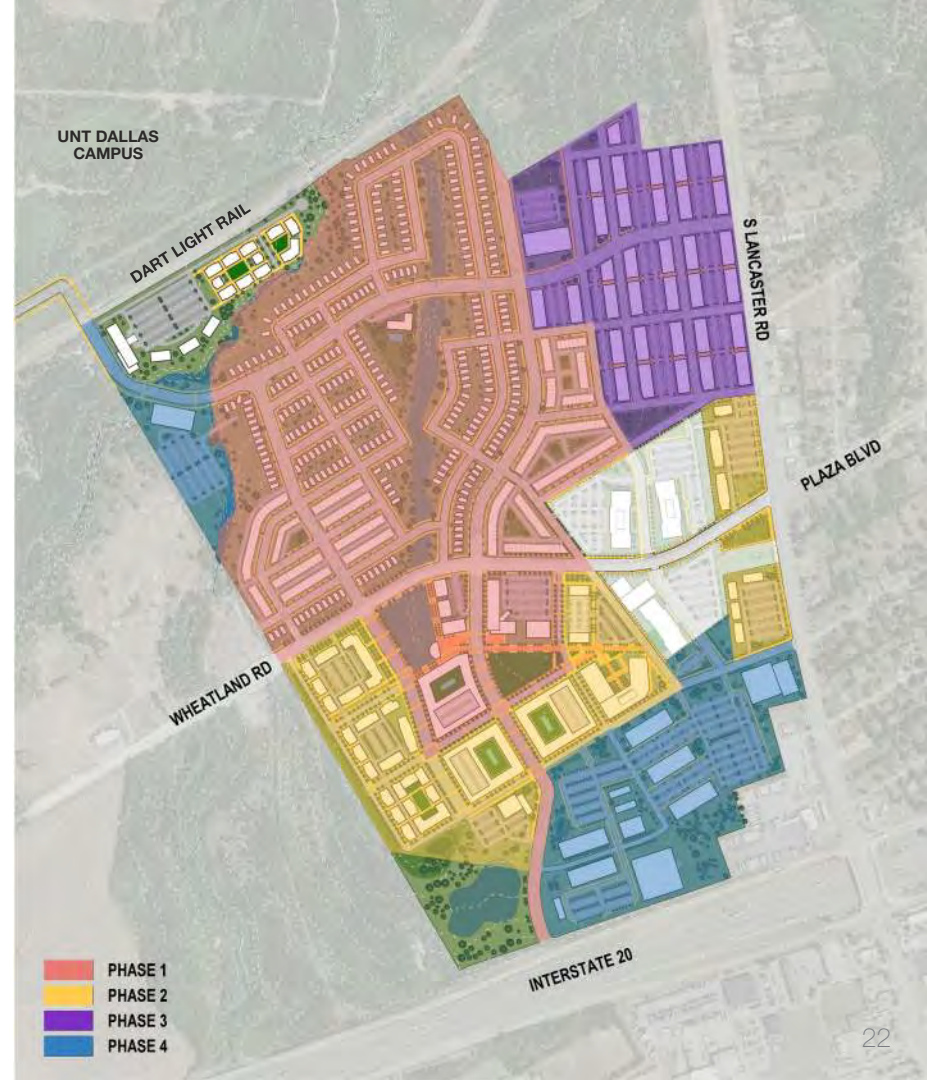 UNT DALLAS
CAMPUS
DART LIGHT RAIL
S LANCASTER RD
PLAZA BLVD
WHEATLAND RD
INTERSTATE 20
PHASE 1
PHASE 2
PHASE 3
PHASE 4
22